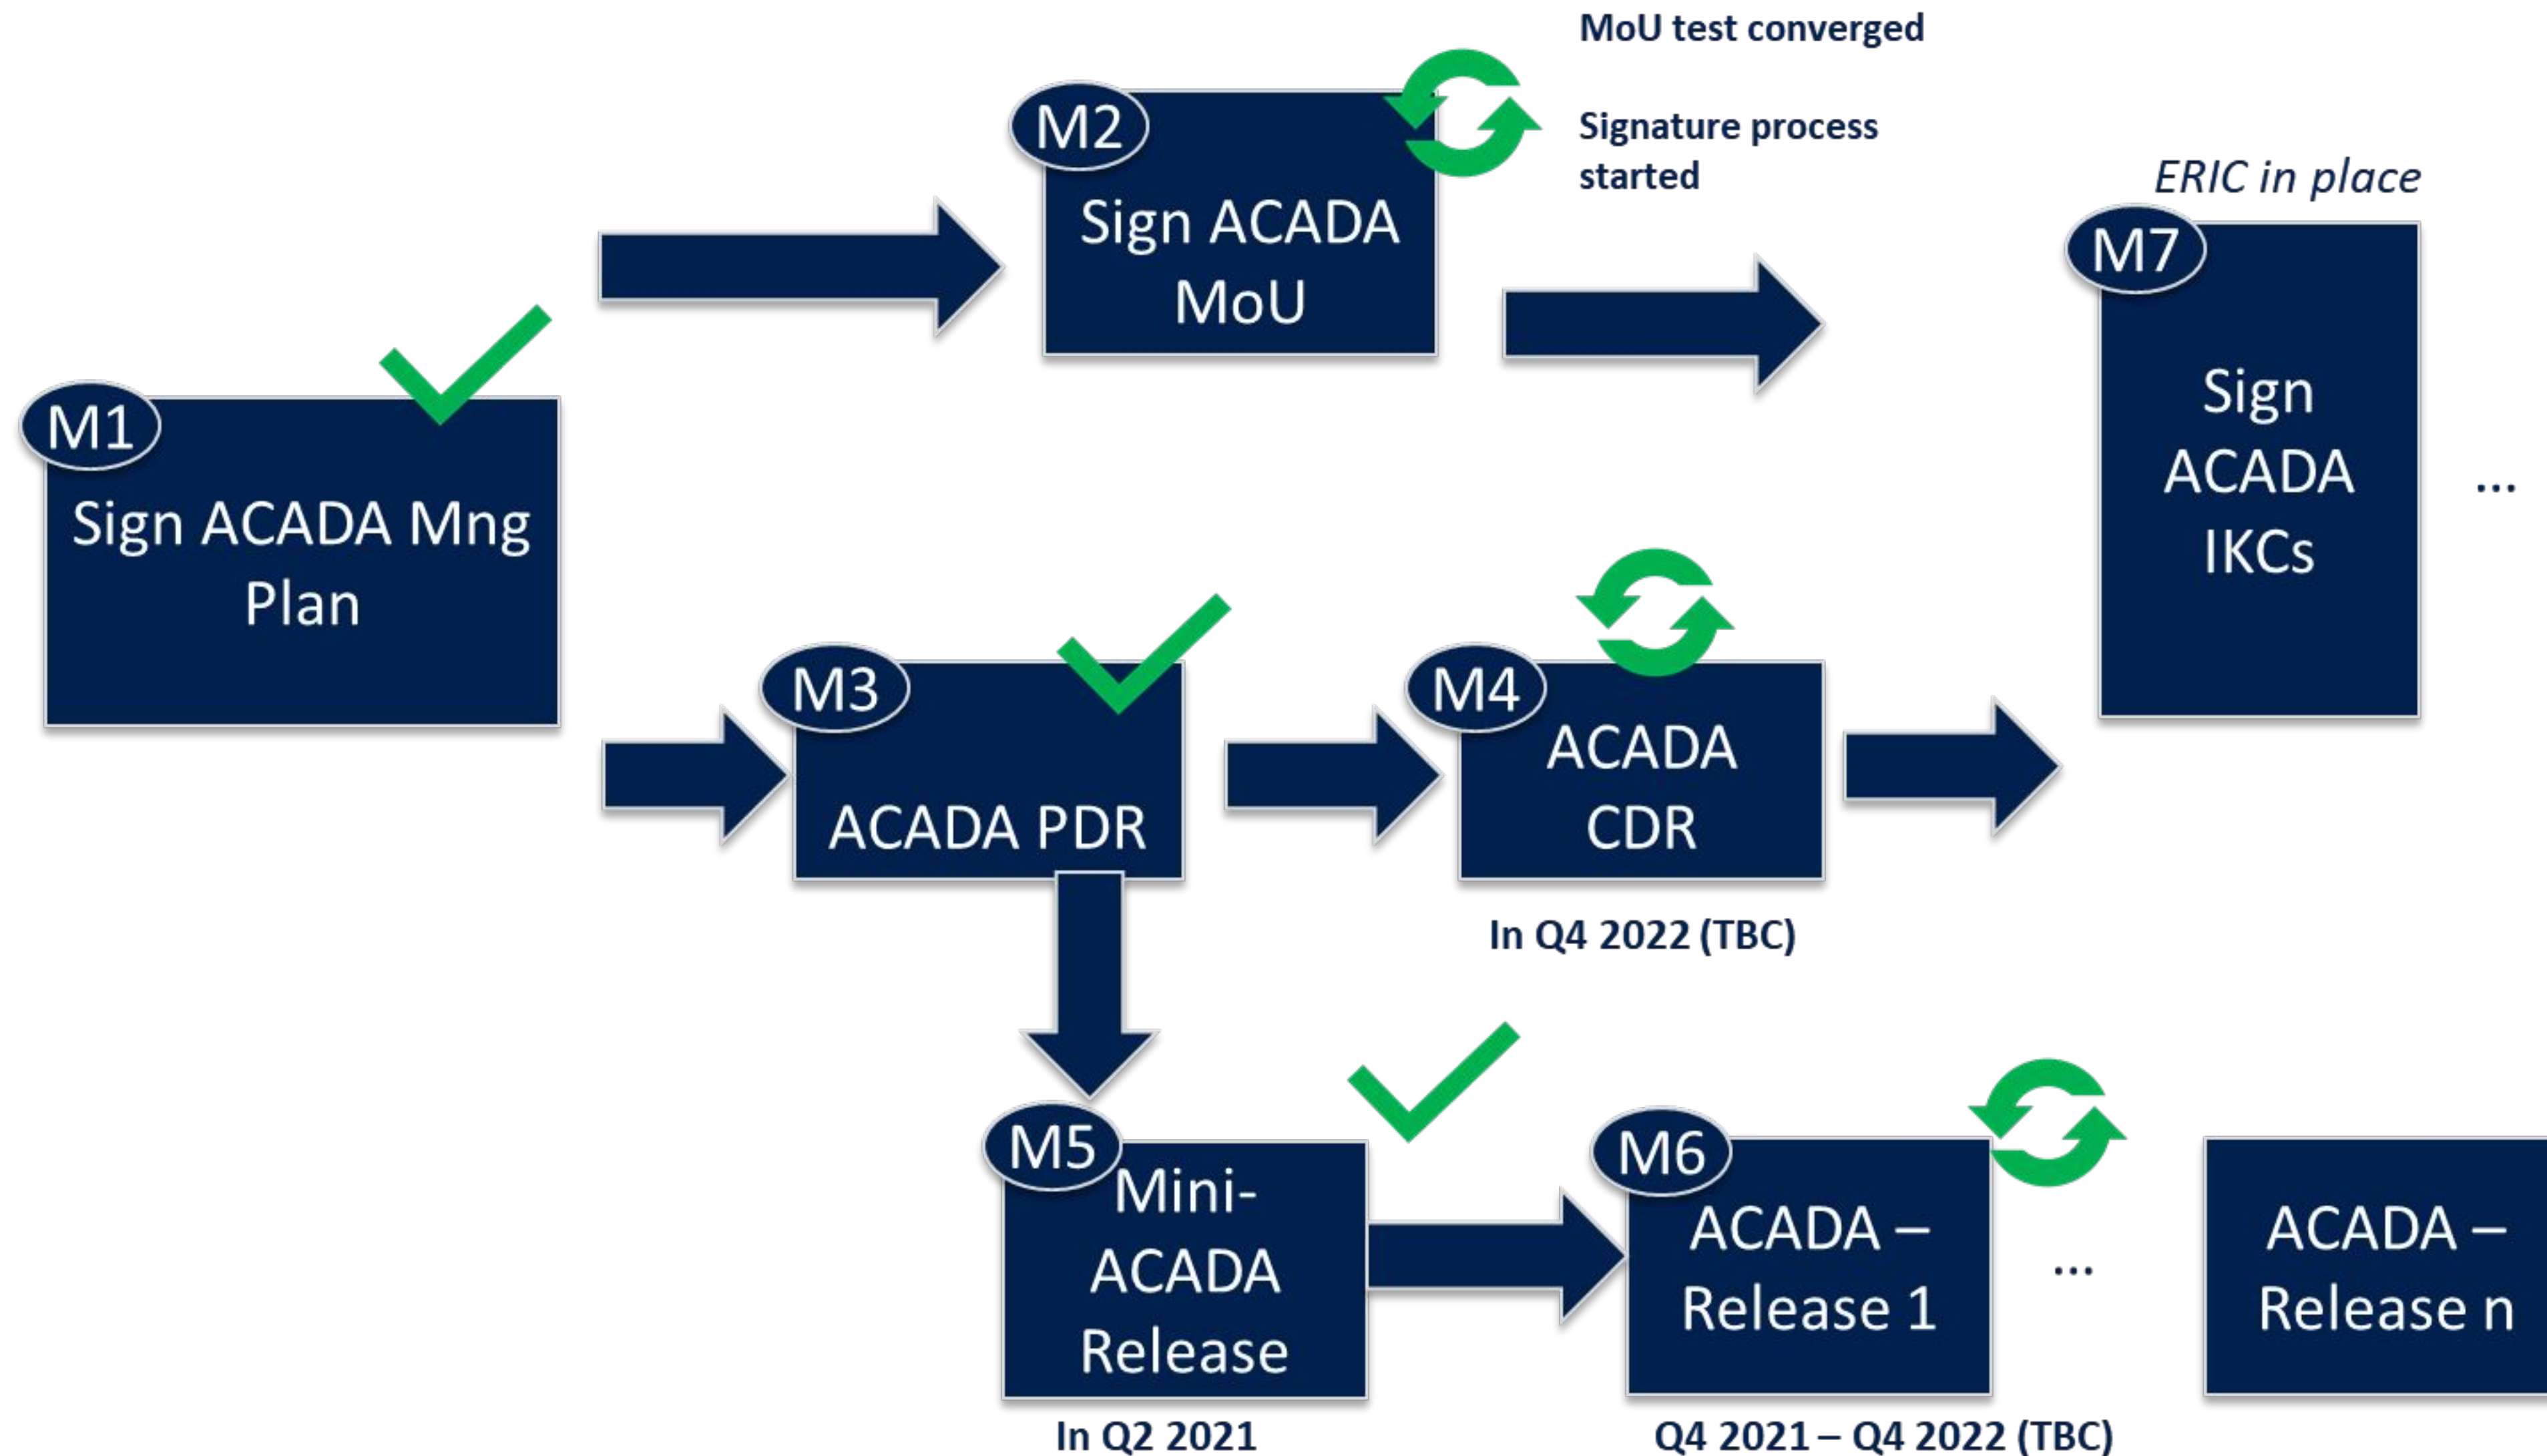 MoU test converged
Signature process
started
M2
Sign ACADA
MoU
ERIC in place
M7
Sign
ACADA
IKCs
...
M1
Sign ACADA Mng
Plan
M3
ACADA PDR
M4
ACADA
CDR
In Q4 2022 (TBC)
M5
Mini-
ACADA
Release
In Q2 2021
M6
ACADA –
Release 1
Q4 2021 – Q4 2022 (TBC)
...
ACADA –
Release n